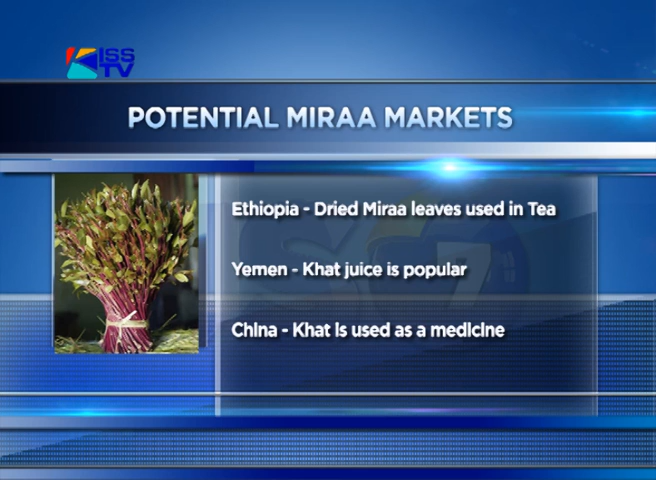 KISS
TV
POTENTIAL MIRAA MARKETS
Ethiopia - Dried Miraa leaves used in Tea
Yemen - Khat juice is popular
China - Khat is used as a medicine